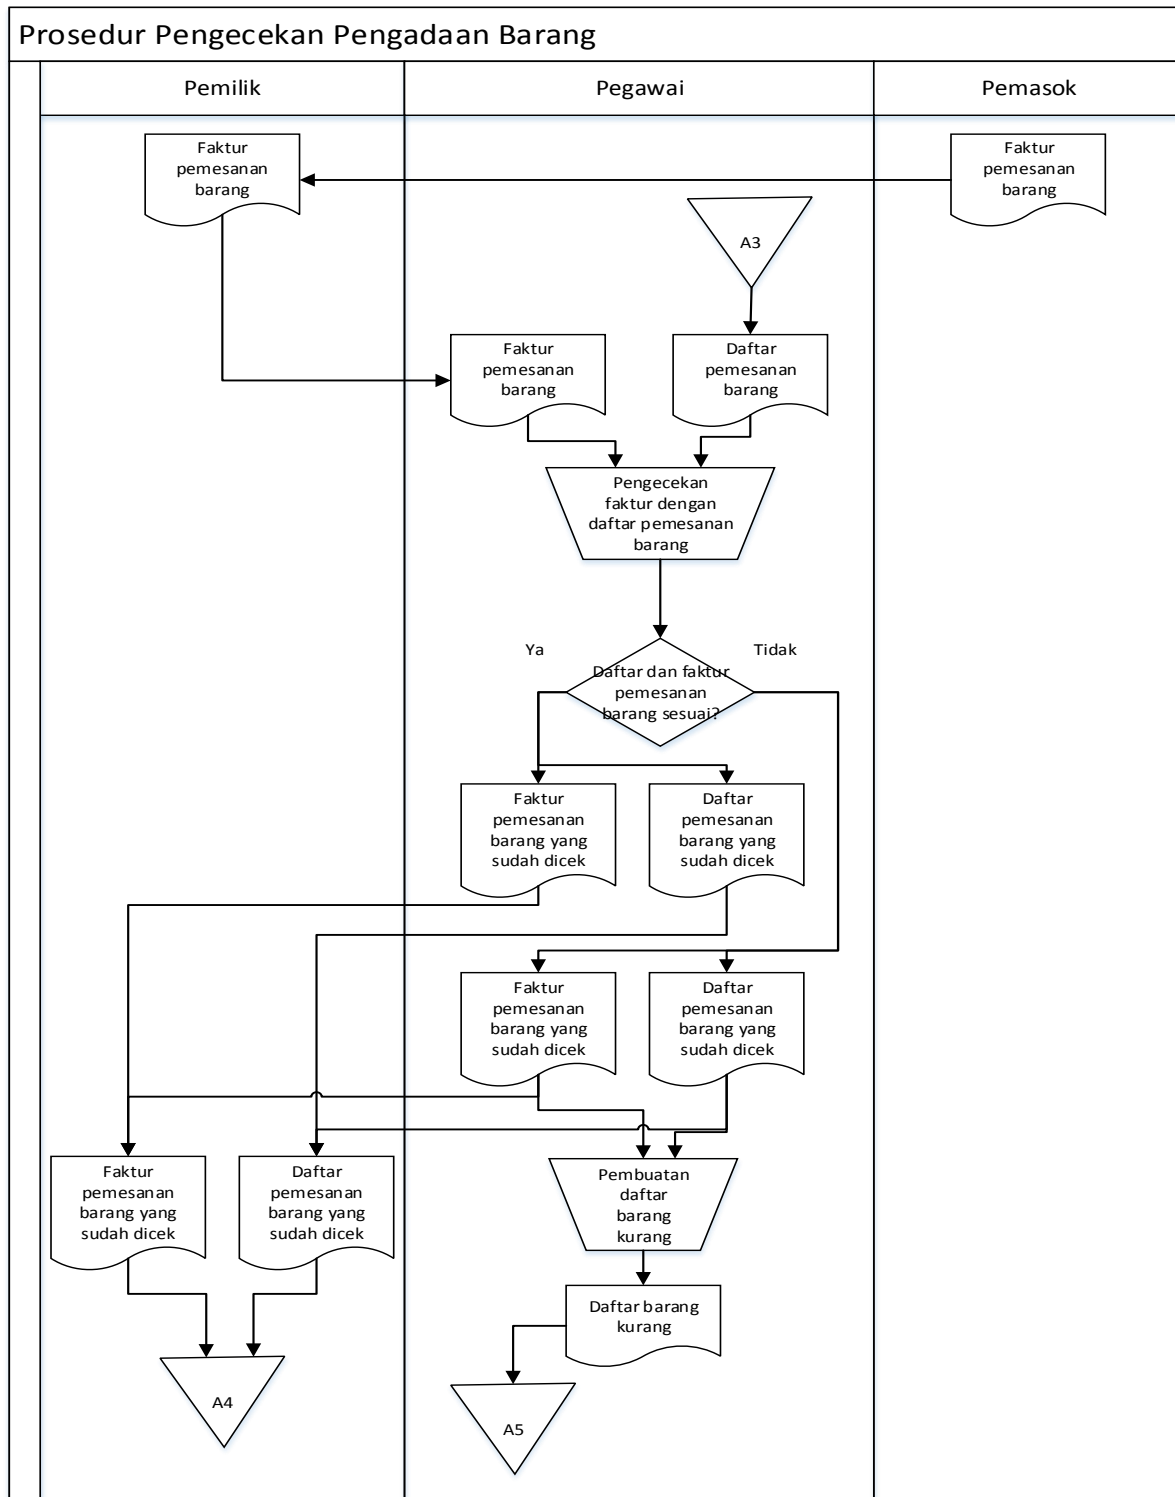 Prosedur Pengecekan Pengadaan Barang
Pemilik
Pegawai
Pemasok
Faktur
pemesanan
barang
Faktur
pemesanan
barang
A3
Faktur
pemesanan
barang
Daftar
pemesanan
barang
Pengecekan
faktur dengan
daftar pemesanan
barang
Ya
Tidak
Daftar dan faktur
pemesanan
barang sesuai?
Faktur
pemesanan
barang yang
sudah dicek
Daftar
pemesanan
barang yang
sudah dicek
Faktur
pemesanan
barang yang
sudah dicek
Daftar
pemesanan
barang yang
sudah dicek
Faktur
pemesanan
barang yang
sudah dicek
Daftar
pemesanan
barang yang
sudah dicek
Pembuatan
daftar
barang
kurang
Daftar barang
kurang
A4
A5